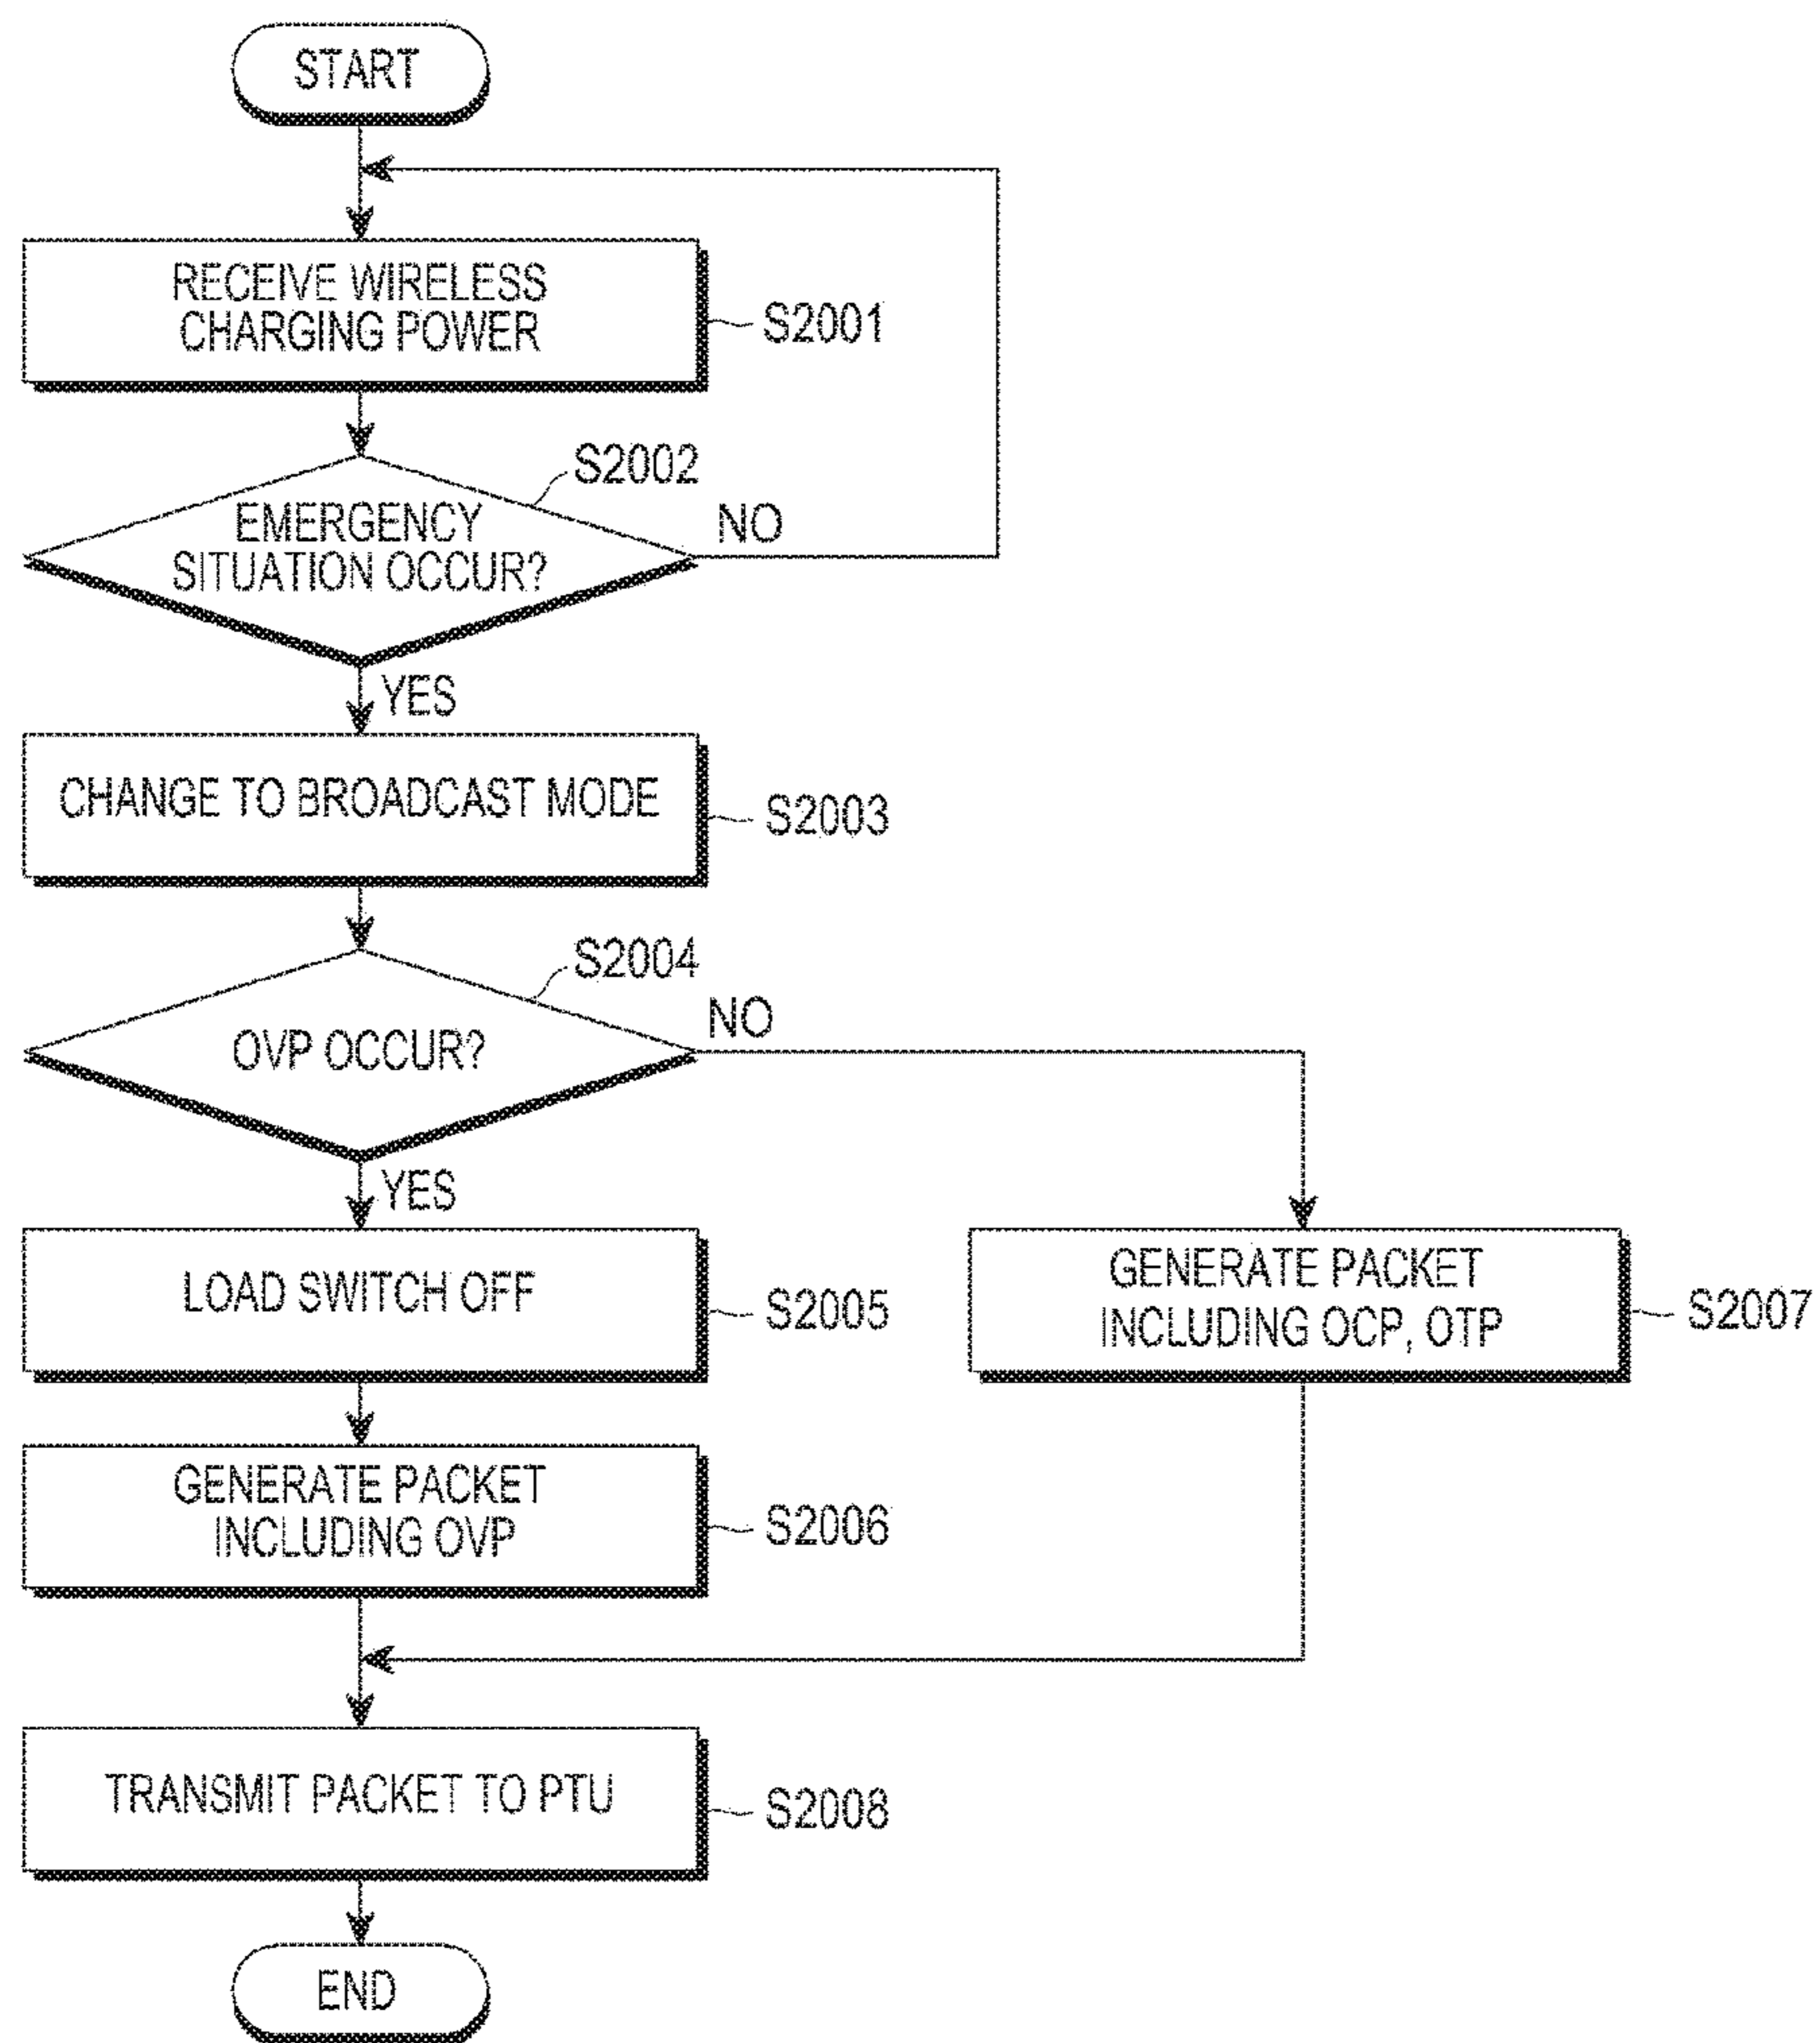 START
RECEIVE WIRELESS
CHARGING POWER
S2001
S2002
EMERGENCY
SITUATION OCCUR?
NO
YES
CHANGE TO BROADCAST MODE
S2003
S2004
OVP OCCUR?
NO
YES
LOAD SWITCH OFF
S2005
GENERATE PACKET
INCLUDING OCP, OTP
S2007
GENERATE PACKET
INCLUDING OVP
S2006
TRANSMIT PACKET TO PTU
S2008
END